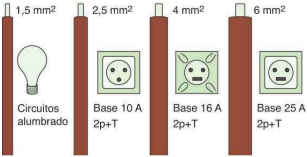 1,5 mm²
2,5 mm²
4 mm²
6 mm²
Circuitos
alumbrado
Base 10 A
2p+T
Base 16 A
2p+T
Base 25 A
2p+T